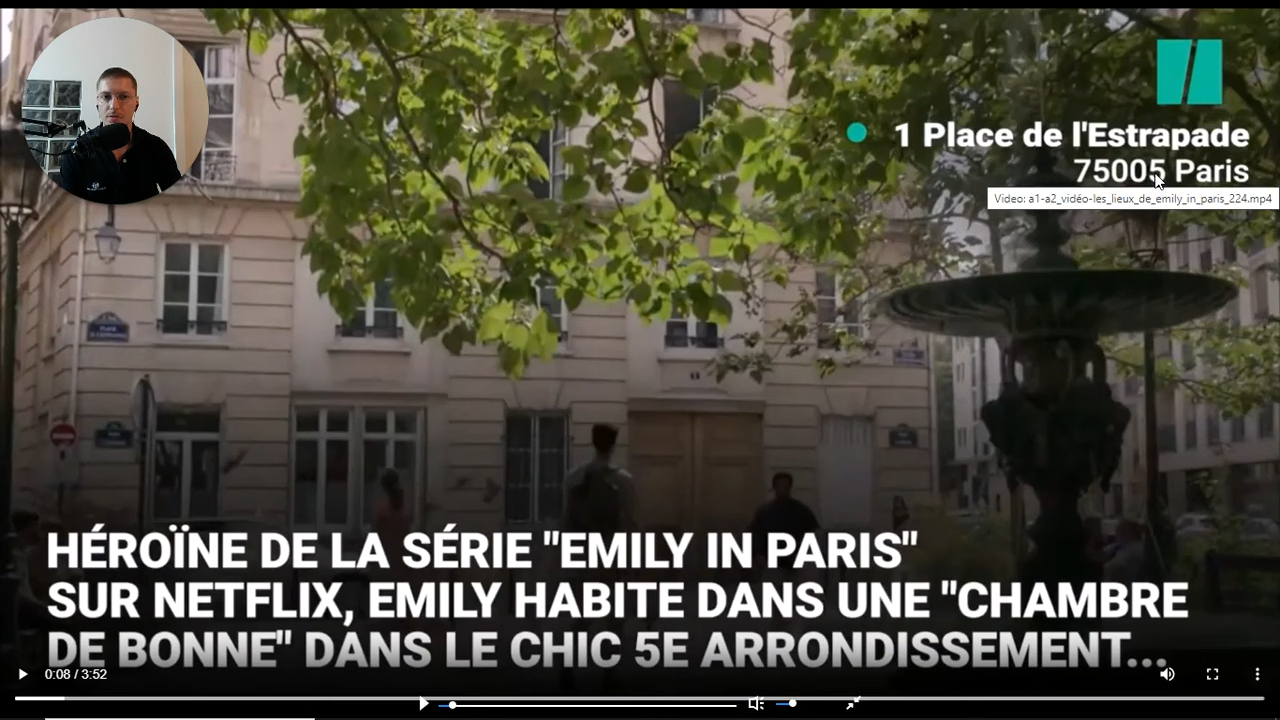 1 Place de l'Estrapade
75005 Paris
Video: a1-a2_vidéo-les_lieux_de_emily_in_paris_224.mp4
HÉROÏNE DE LA SÉRIE "EMILY IN PARIS"
SUR NETFLIX, EMILY HABITE DANS UNE "CHAMBRE
DE BONNE" DANS LE CHIC 5E ARRONDISSEMENT...
0:08 / 3:52